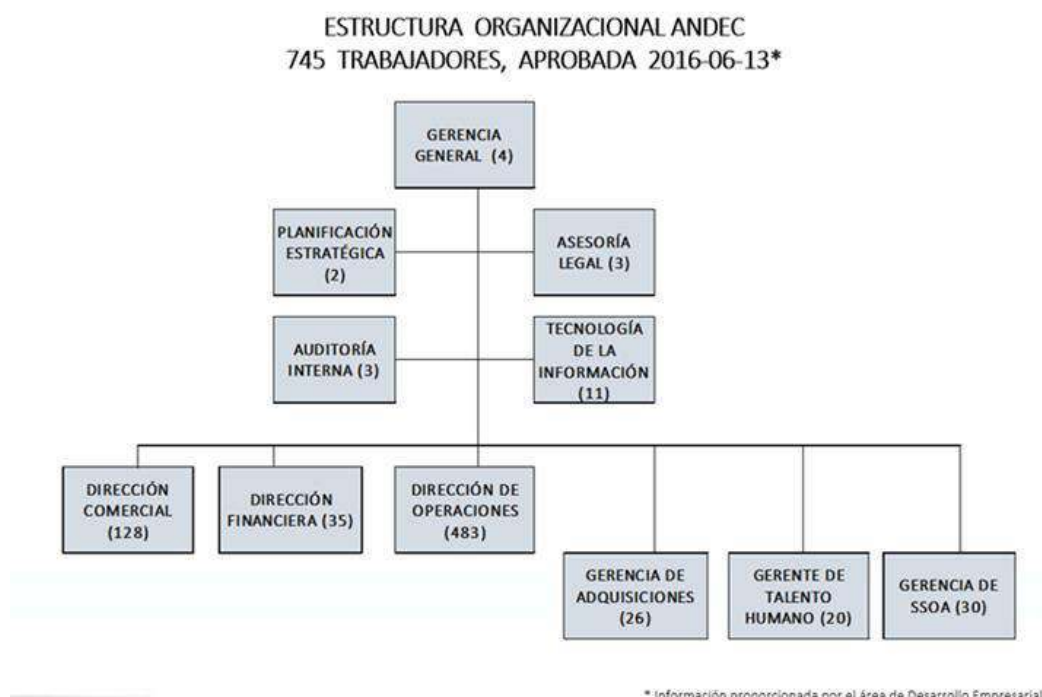 ESTRUCTURA ORGANIZACIONAL ANDEC
745 TRABAJADORES, APROBADA 2016-06-13*
GERENCIA
GENERAL (4)
PLANIFICACIÓN
ESTRATÉGICA
(2)
ASESORÍA
LEGAL (3)
AUDITORÍA
INTERNA (3)
TECNOLOGÍA
DE LA
INFORMACIÓN
(11)
DIRECCIÓN
COMERCIAL
(128)
DIRECCIÓN
FINANCIERA (35)
DIRECCIÓN DE
OPERACIONES
(483)
GERENCIA DE
ADQUISICIONES
(26)
GERENTE DE
TALENTO
HUMANO (20)
GERENCIA DE
SSOA (30)
* Información proporcionada por el área de Desarrollo Empresarial